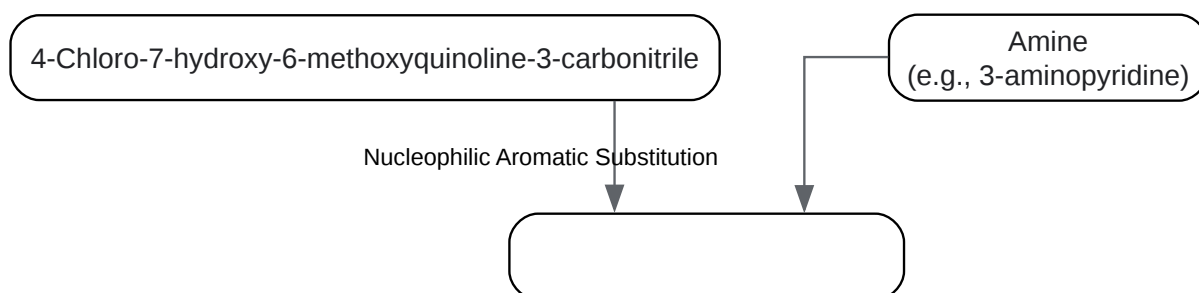 4-Chloro-7-hydroxy-6-methoxyquinoline-3-carbonitrile
Amine
(e.g., 3-aminopyridine)
Nucleophilic Aromatic Substitution